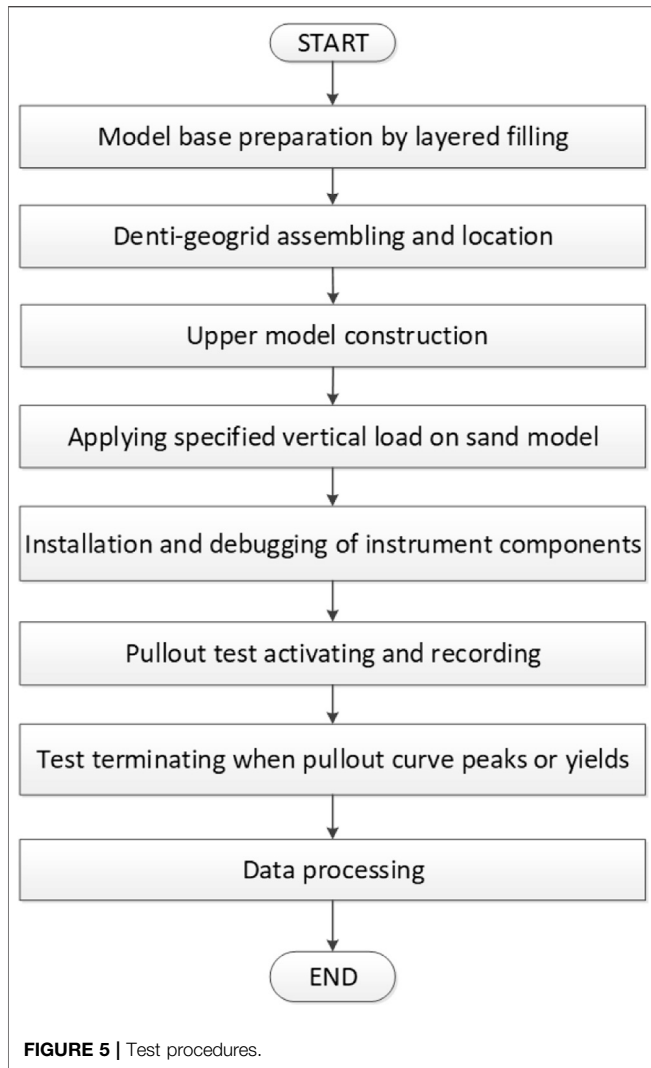 START
Model base preparation by layered filling
Denti-geogrid assembling and location
Upper model construction
Applying specified vertical load on sand model
Installation and debugging of instrument components
Pullout test activating and recording
Test terminating when pullout curve peaks or yields
Data processing
END
FIGURE 5 | Test procedures.